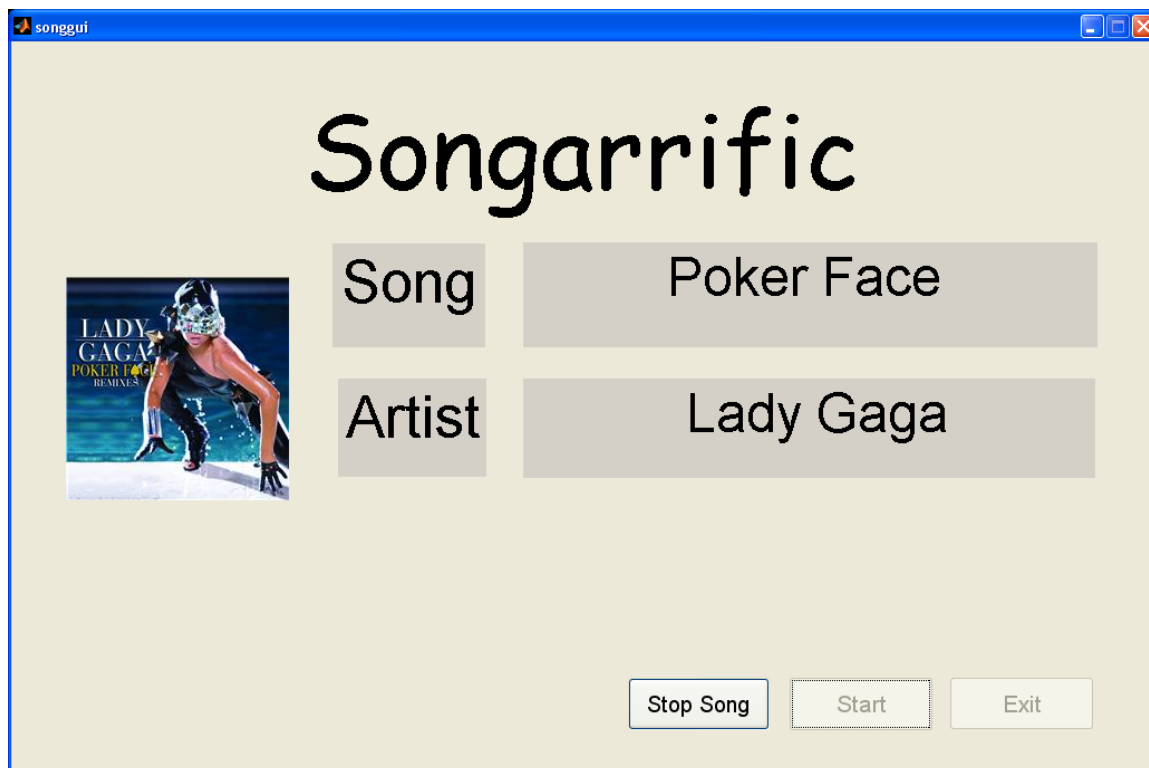 songgui
Songarrific
Song
Poker Face
LADY
GAGA
POKER FACE
REMIXES
Artist
Lady Gaga
Stop Song
Start
Exit